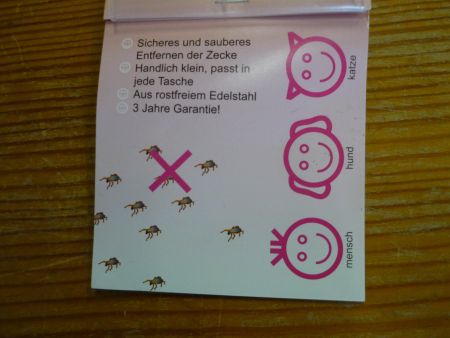 Sicheres und sauberes
Entfernen der Zecke
Handlich klein, passt in
jede Tasche
Aus rostfreiem Edelstahl
3 Jahre Garantie!
katze
hund
mensch